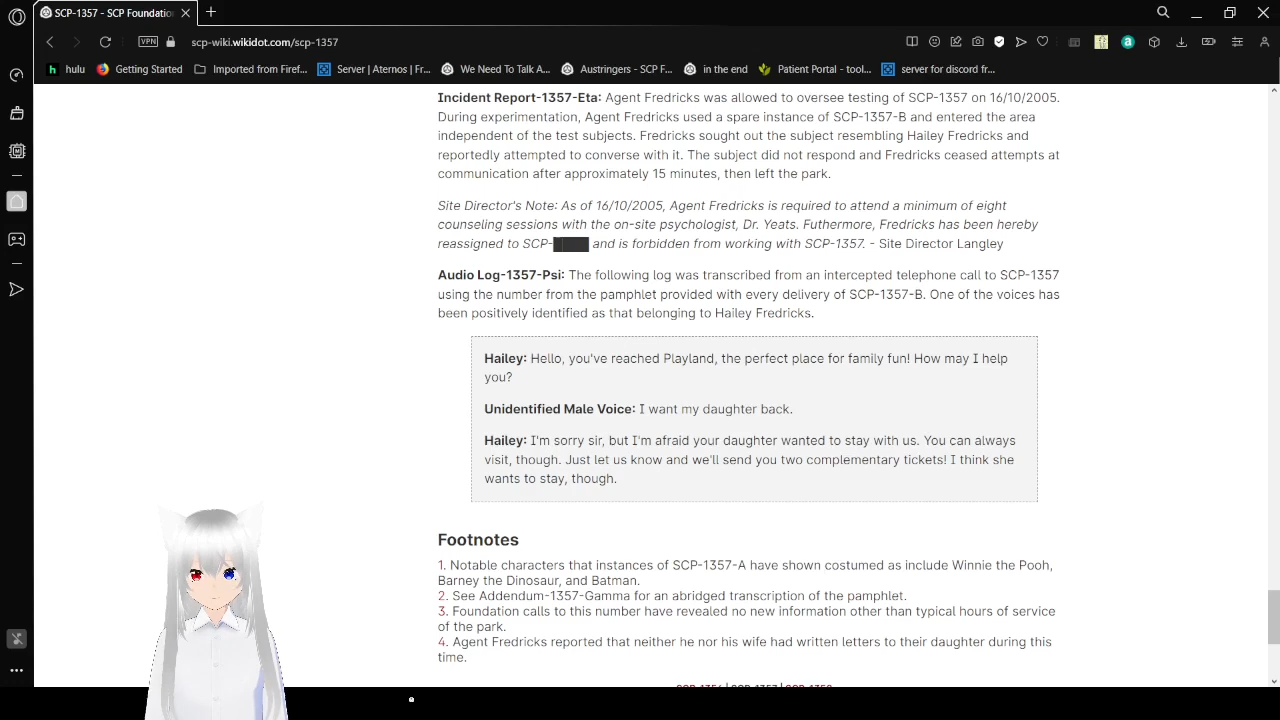 SCP-1357 - SCP Foundatio
scp-wiki.wikidot.com/scp-1357
VPN
hulu
Getting Started
Imported from Firef...
Server | Aternos | Fr...
We Need To Talk A...
Austringers - SCP F...
in the end
Patient Portal - tool...
server for discord fr...
Incident Report-1357-Eta: Agent Fredricks was allowed to oversee testing of SCP-1357 on 16/10/2005.
During experimentation, Agent Fredricks used a spare instance of SCP-1357-B and entered the area
independent of the test subjects. Fredricks sought out the subject resembling Hailey Fredricks and
reportedly attempted to converse with it. The subject did not respond and Fredricks ceased attempts at
communication after approximately 15 minutes, then left the park.
Site Director's Note: As of 16/10/2005, Agent Fredricks is required to attend a minimum of eight
counseling sessions with the on-site psychologist, Dr. Yeats. Futhermore, Fredricks has been hereby
reassigned to SCP-████ and is forbidden from working with SCP-1357. - Site Director Langley
Audio Log-1357-Psi: The following log was transcribed from an intercepted telephone call to SCP-1357
using the number from the pamphlet provided with every delivery of SCP-1357-B. One of the voices has
been positively identified as that belonging to Hailey Fredricks.
Hailey: Hello, you've reached Playland, the perfect place for family fun! How may I help
you?
Unidentified Male Voice: I want my daughter back.
Hailey: I'm sorry sir, but I'm afraid your daughter wanted to stay with us. You can always
visit, though. Just let us know and we'll send you two complementary tickets! I think she
wants to stay, though.
Footnotes
1. Notable characters that instances of SCP-1357-A have shown costumed as include Winnie the Pooh,
Barney the Dinosaur, and Batman.
2. See Addendum-1357-Gamma for an abridged transcription of the pamphlet.
3. Foundation calls to this number have revealed no new information other than typical hours of service
of the park.
4. Agent Fredricks reported that neither he nor his wife had written letters to their daughter during this
time.